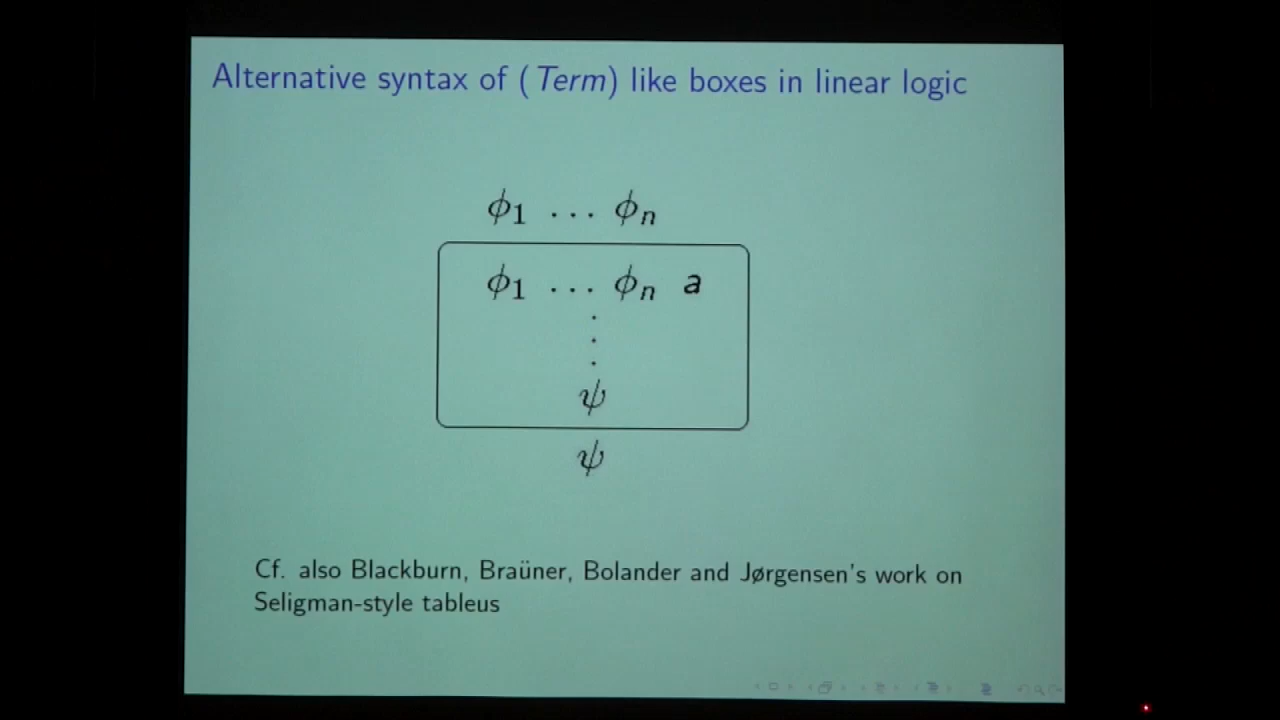 Alternative syntax of (Term) like boxes in linear logic
ϕ₁ ... ϕₙ
ϕ₁ ... ϕₙ a
ψ
ψ
Cf. also Blackburn, Braüner, Bolander and Jørgensen's work on
Seligman-style tableus